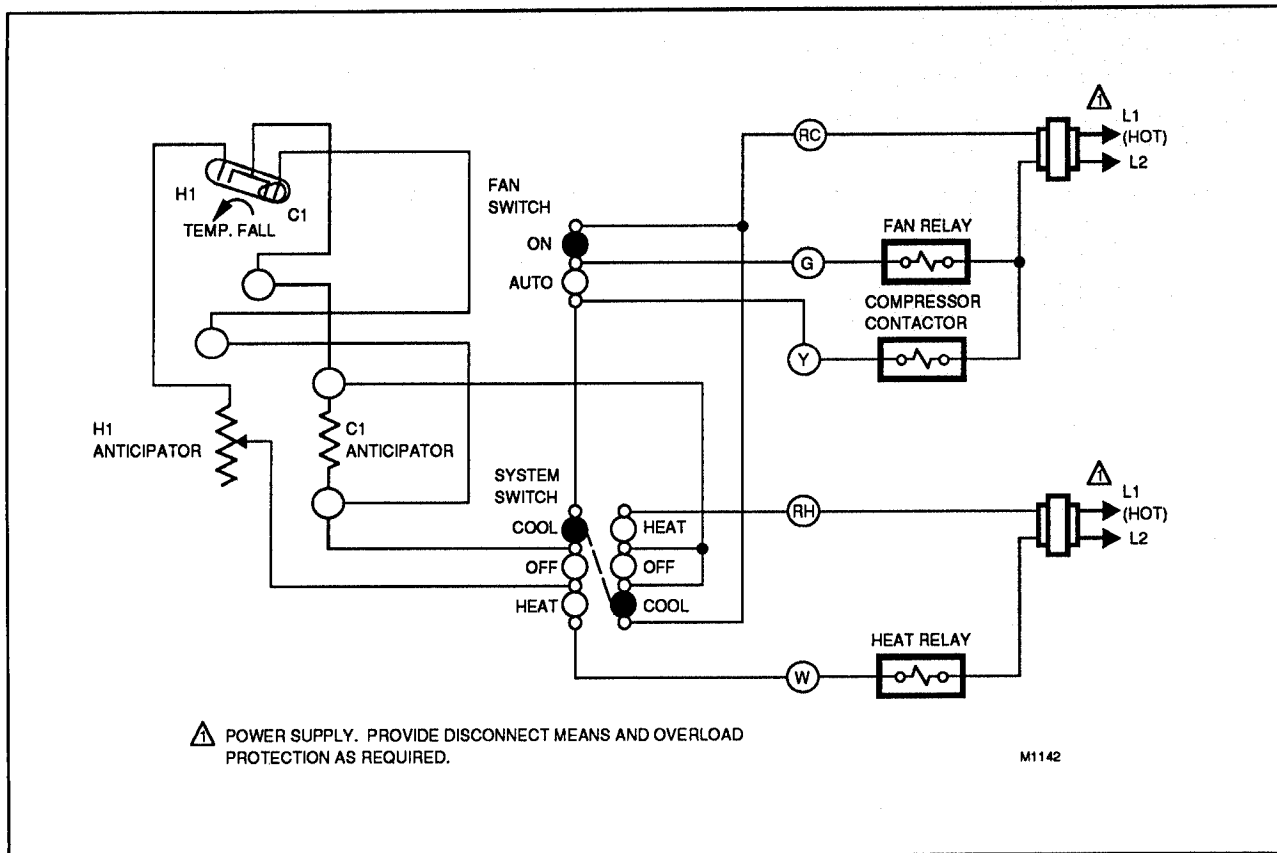 H1
C1
TEMP. FALL
FAN
SWITCH
ON
AUTO
RC
G
Y
FAN RELAY
COMPRESSOR
CONTACTOR
1
L1
(HOT)
L2
H1
ANTICIPATOR
C1
ANTICIPATOR
SYSTEM
SWITCH
COOL
OFF
HEAT
HEAT
OFF
COOL
RH
1
L1
(HOT)
L2
HEAT RELAY
W
1 POWER SUPPLY. PROVIDE DISCONNECT MEANS AND OVERLOAD
PROTECTION AS REQUIRED.
M1142